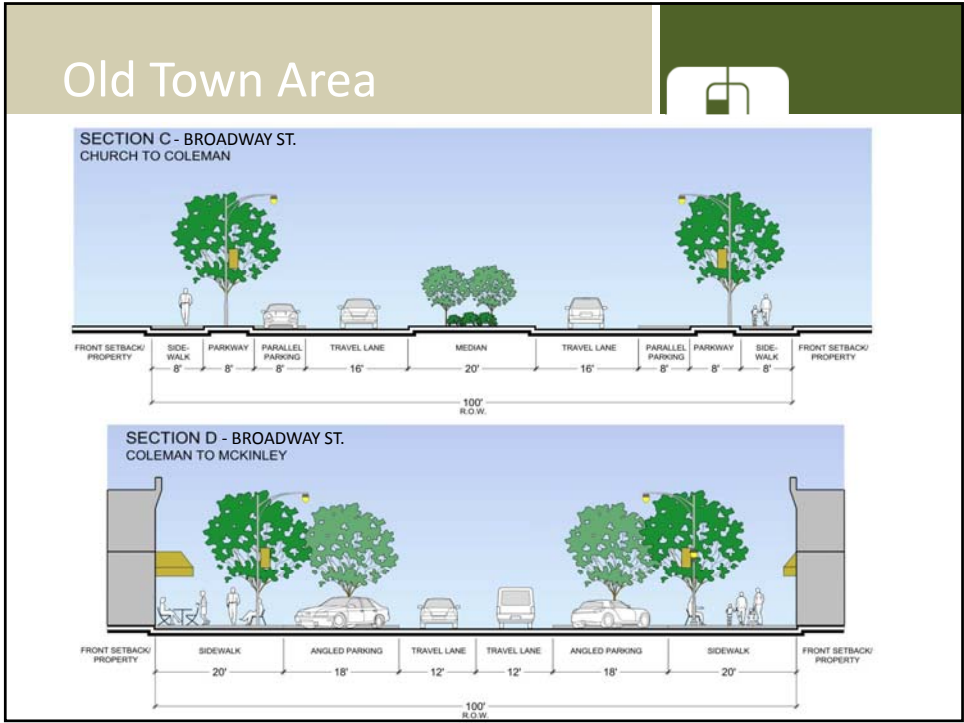 Old Town Area
SECTION C - BROADWAY ST.
CHURCH TO COLEMAN
FRONT SETBACK/
PROPERTY
SIDE-
WALK
PARKWAY
PARALLEL
PARKING
TRAVEL LANE
MEDIAN
TRAVEL LANE
PARALLEL
PARKING
PARKWAY
SIDE-
WALK
FRONT SETBACK/
PROPERTY
8' 8' 8' 16' 20' 16' 8' 8' 8'
100'
R.O.W.
SECTION D - BROADWAY ST.
COLEMAN TO MCKINLEY
FRONT SETBACK/
PROPERTY
SIDEWALK
ANGLED PARKING
TRAVEL LANE
TRAVEL LANE
ANGLED PARKING
SIDEWALK
FRONT SETBACK/
PROPERTY
20' 18' 12' 12' 18' 20'
100'
R.O.W.